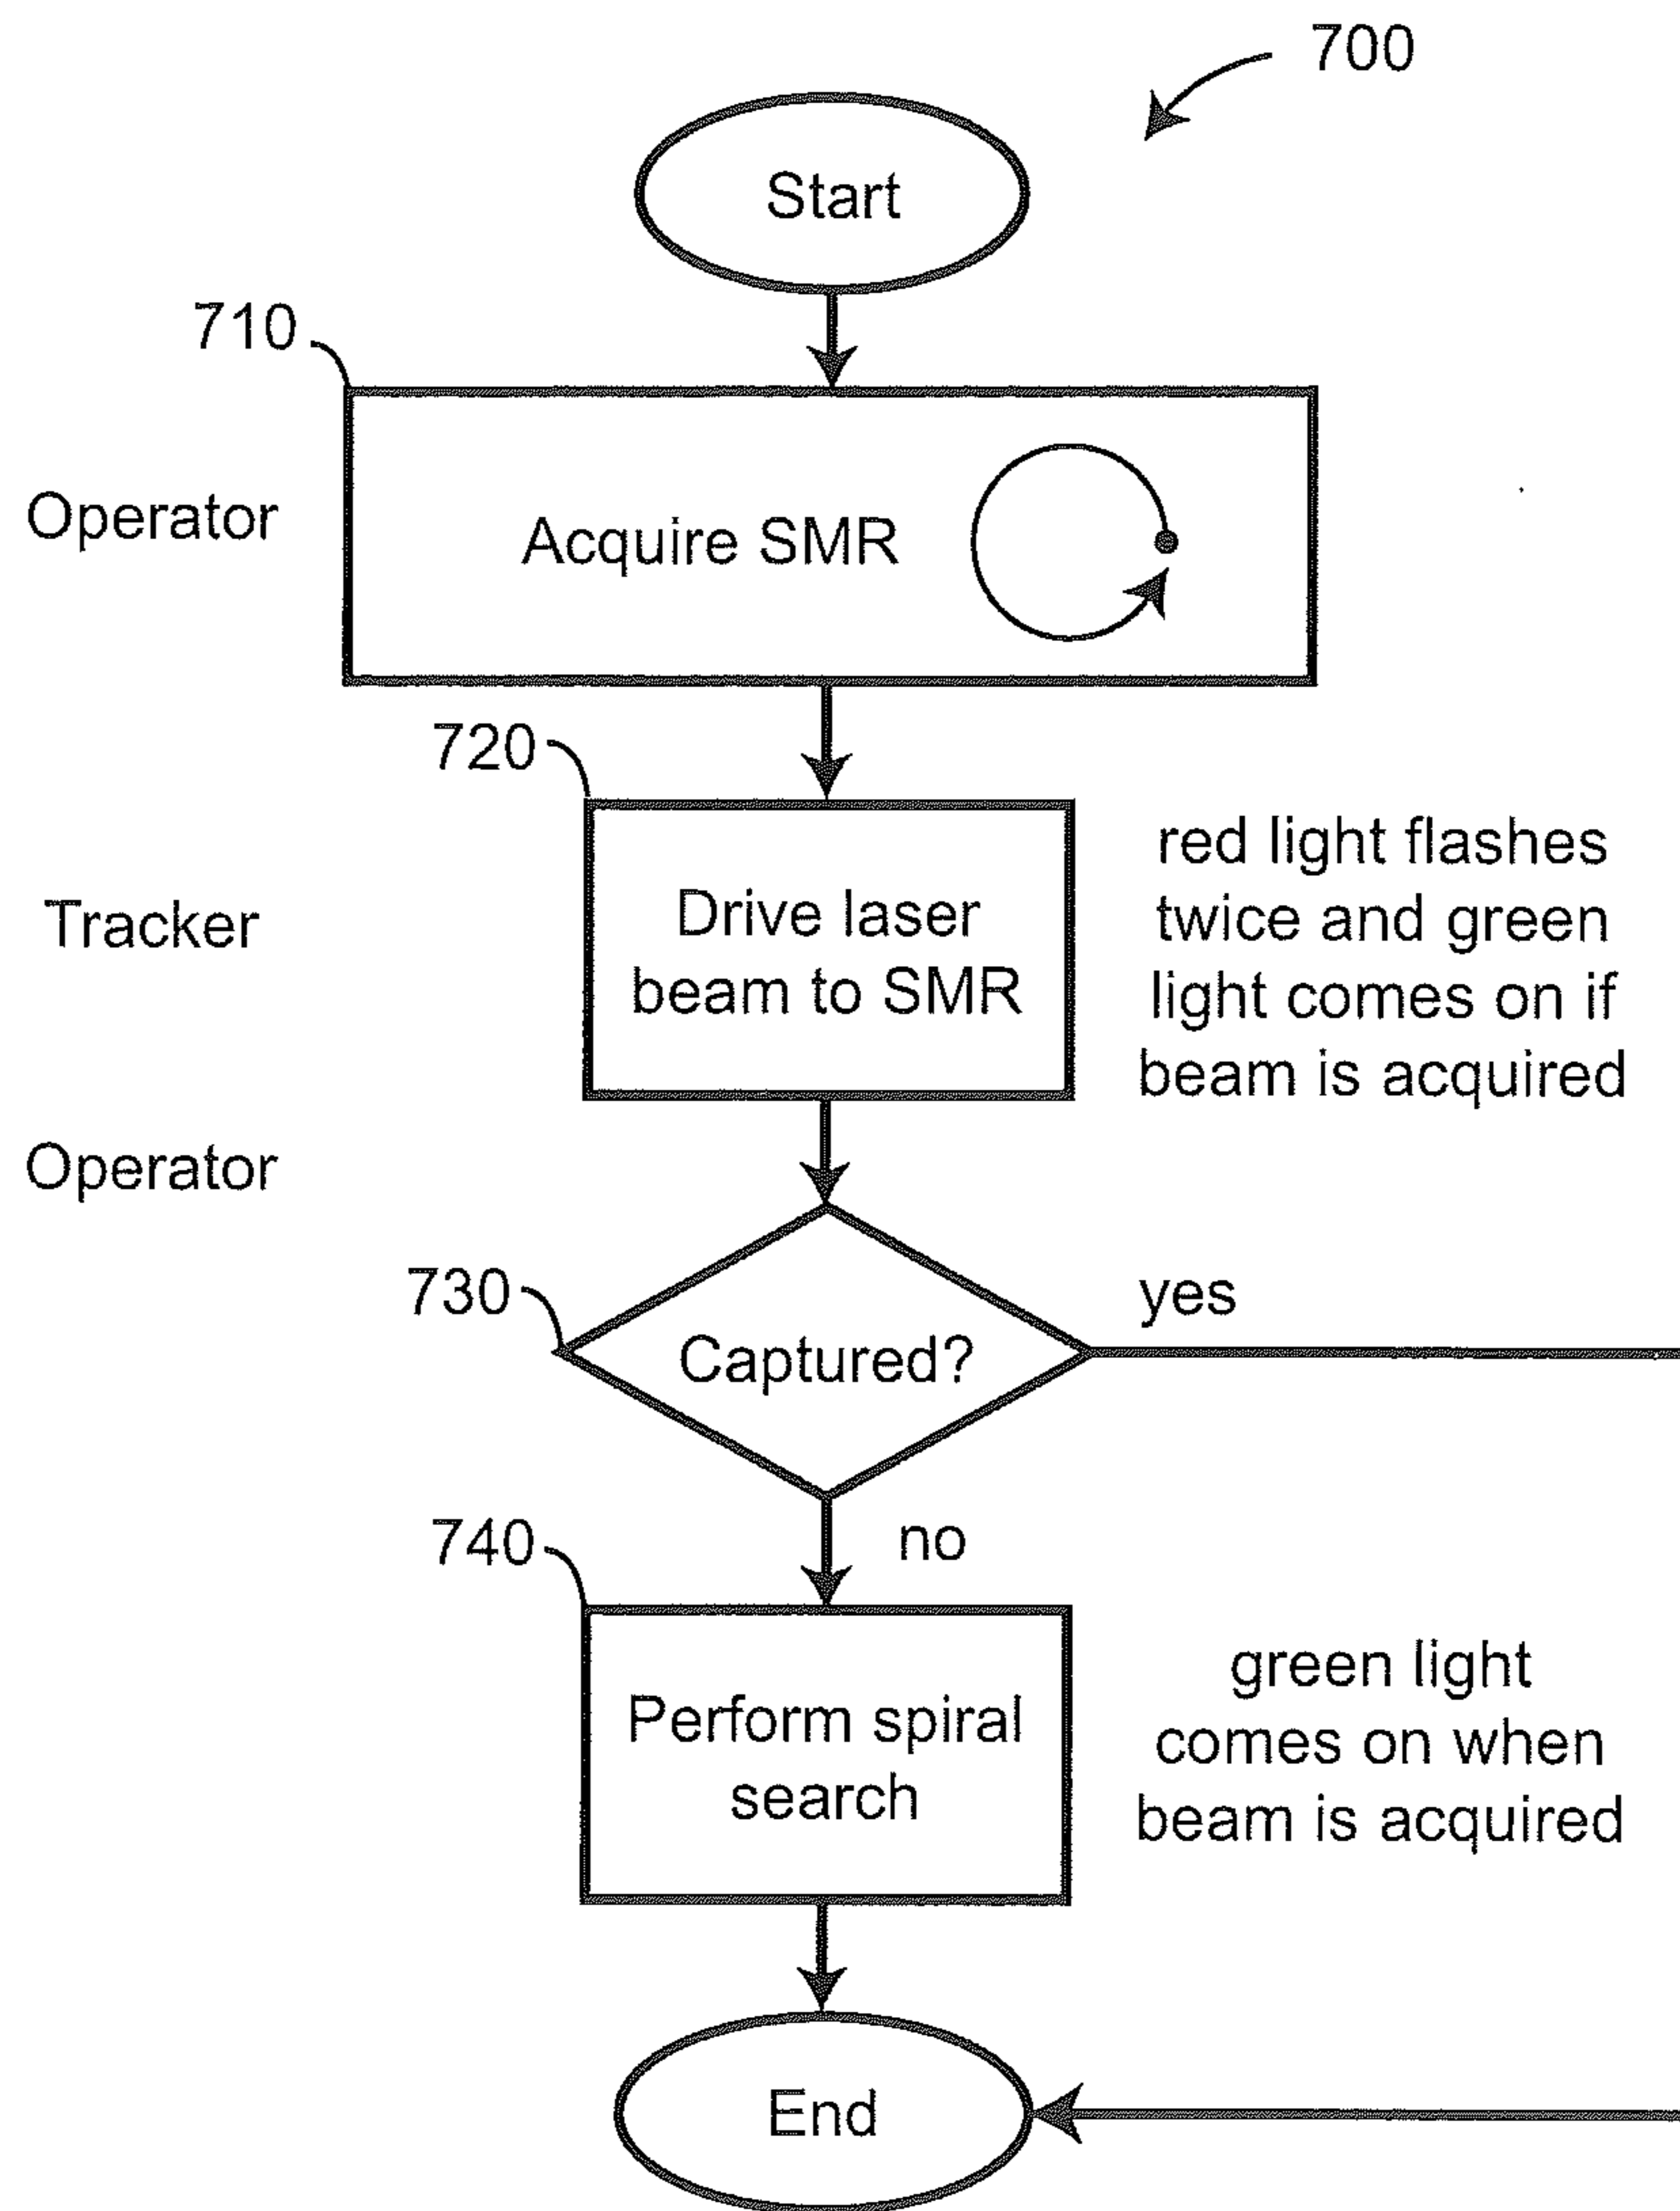 700
Start
710
Operator
Acquire SMR
720
Tracker
Drive laser
beam to SMR
red light flashes
twice and green
light comes on if
beam is acquired
Operator
730
Captured?
yes
no
740
Perform spiral
search
green light
comes on when
beam is acquired
End